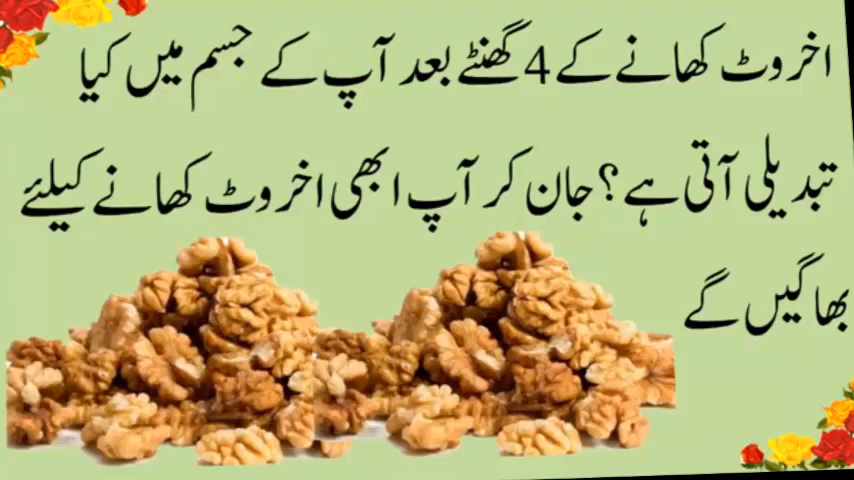 اخروٹ کھانے کے 4 گھنٹے بعد آپ کے جسم میں کیا
تبدیلی آتی ہے؟ جان کر آپ ابھی اخروٹ کھانے کیلئے
بھاگیں گے